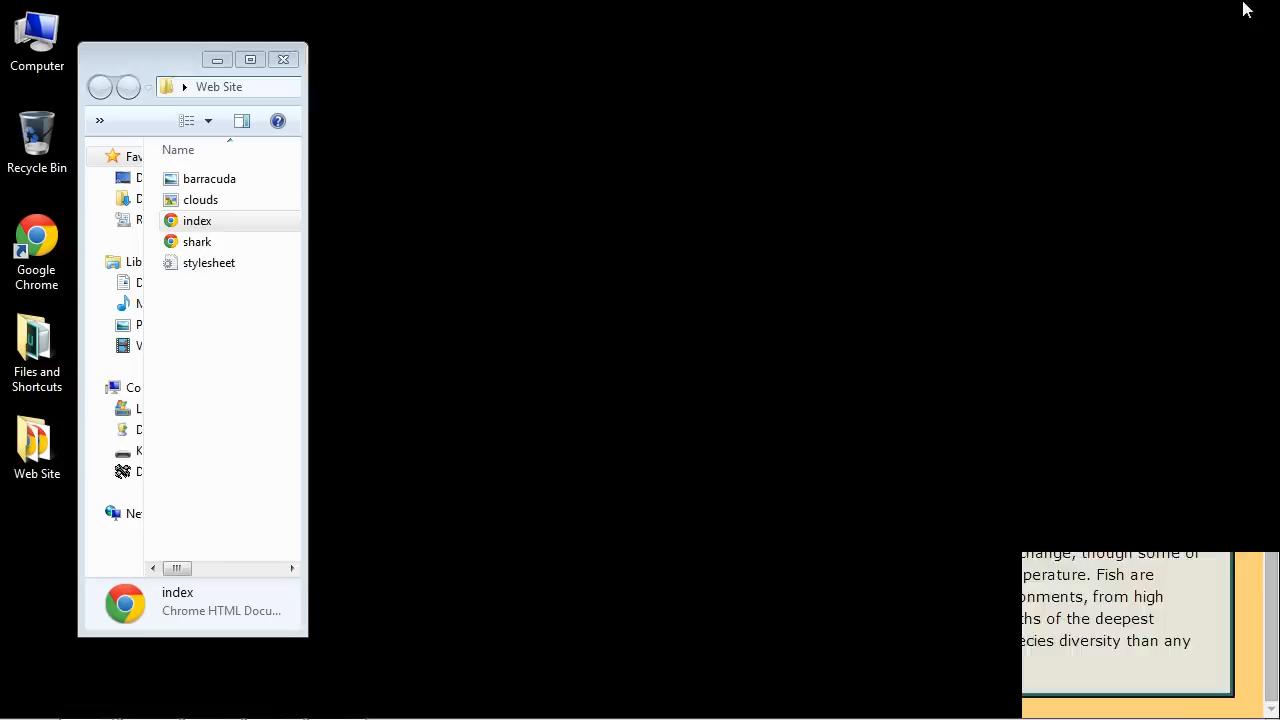 Computer
Recycle Bin
Google
Chrome
Files and
Shortcuts
Web Site
Web Site
Name
barracuda
clouds
index
shark
stylesheet
Fav
D
D
R
Lib
D
M
P
V
Co
L
D
K
D
Ne
index
Chrome HTML Docu...
change, though some of
perature. Fish are
onments, from high
ths of the deepest
ecies diversity than any